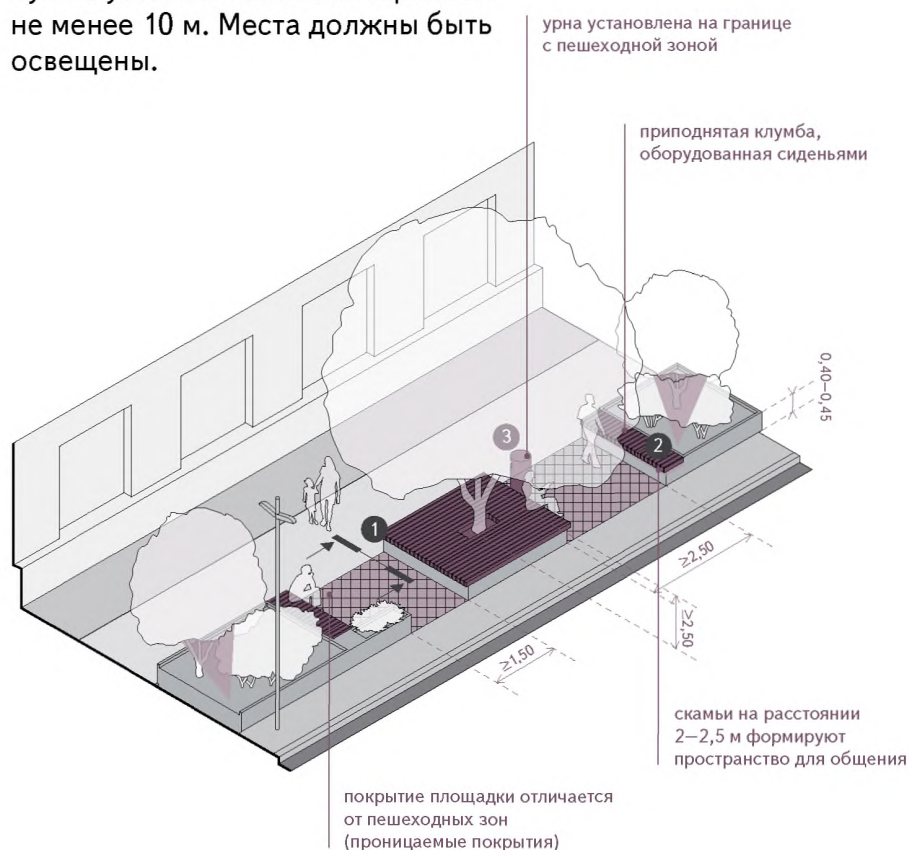 не менее 10 м. Места должны быть
освещены.
урна установлена на границе
с пешеходной зоной
приподнятая клумба,
оборудованная сиденьями
0,40–0,45
3
2
1
≥2,50
≥2,50
≥1,50
скамьи на расстоянии
2–2,5 м формируют
пространство для общения
покрытие площадки отличается
от пешеходных зон
(проницаемые покрытия)